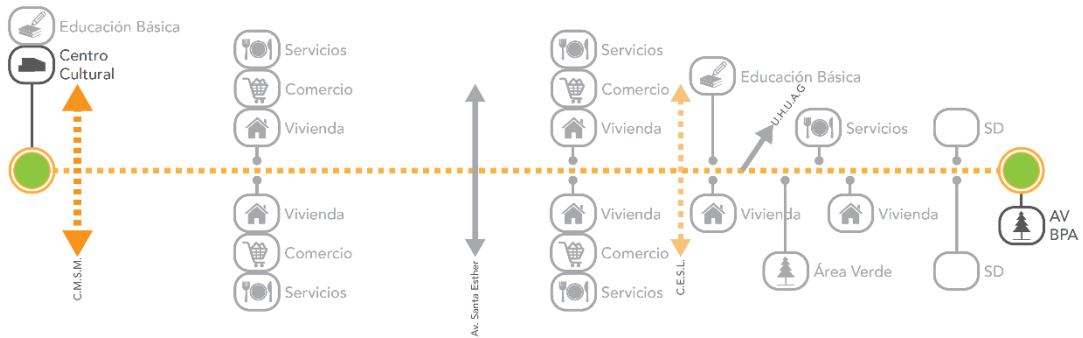 Educación Básica
Centro
Cultural
Servicios
Comercio
Vivienda
Servicios
Comercio
Vivienda
Educación Básica
U.H.U.A.G
Servicios
SD
Vivienda
Comercio
Servicios
Vivienda
Comercio
Servicios
Vivienda
Área Verde
Vivienda
SD
AV
BPA
C.M.S.M.
Av. Santa Esther
C.E.S.L.